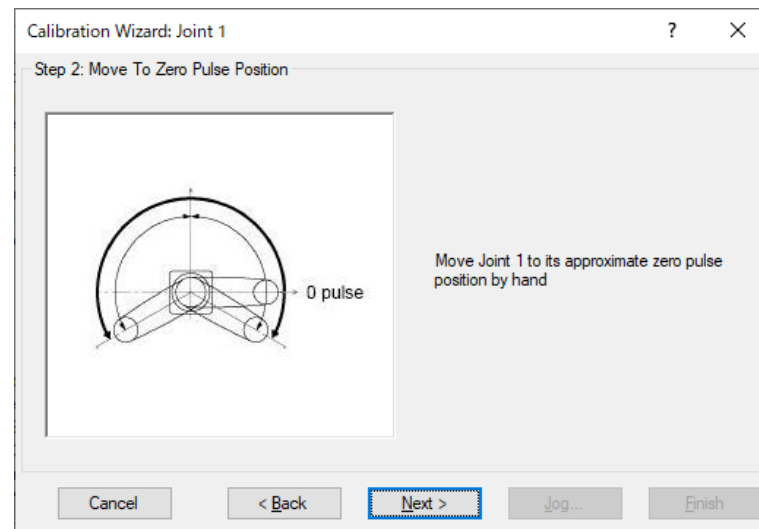 Calibration Wizard: Joint 1
?
Step 2: Move To Zero Pulse Position
0 pulse
Move Joint 1 to its approximate zero pulse
position by hand
Cancel
< Back
Next >
Jog...
Finish